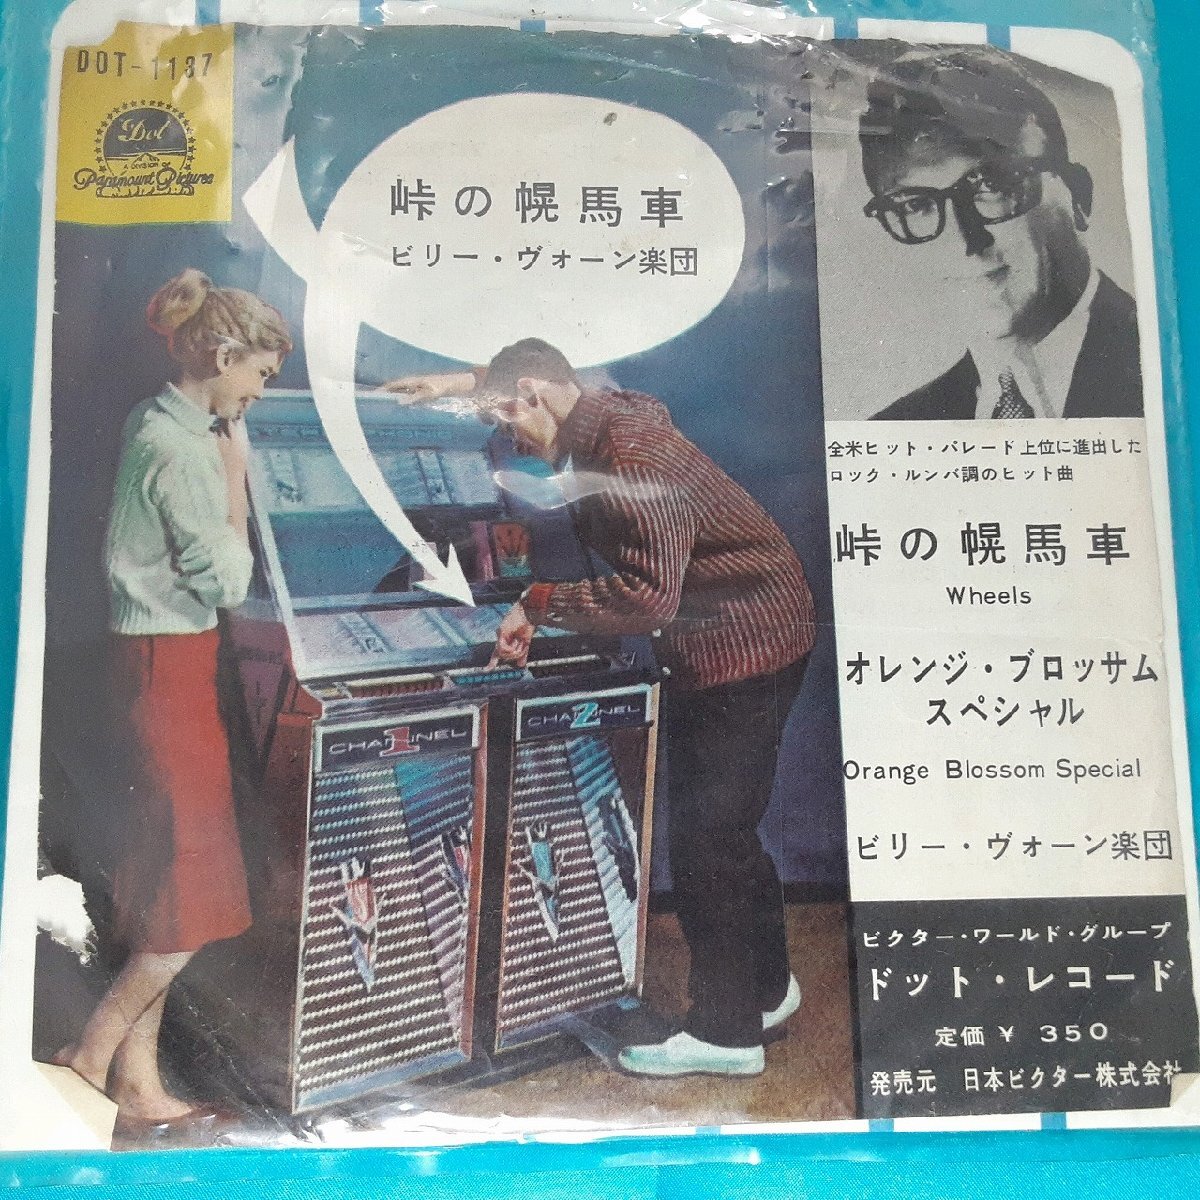 DOT-1137
Dot
A DIVISION OF
Paramount Pictures
峠の幌馬車
ビリー・ヴォーン楽団
CHANNEL 1
CHANNEL 2
全米ヒット・パレード上位に進出した
ロック・ルンバ調のヒット曲
峠の幌馬車
Wheels
オレンジ・ブロッサム
スペシャル
Orange Blossom Special
ビリー・ヴォーン楽団
ビクター・ワールド・グループ
ドット・レコード
定価 ¥ 350
発売元 日本ビクター株式会社